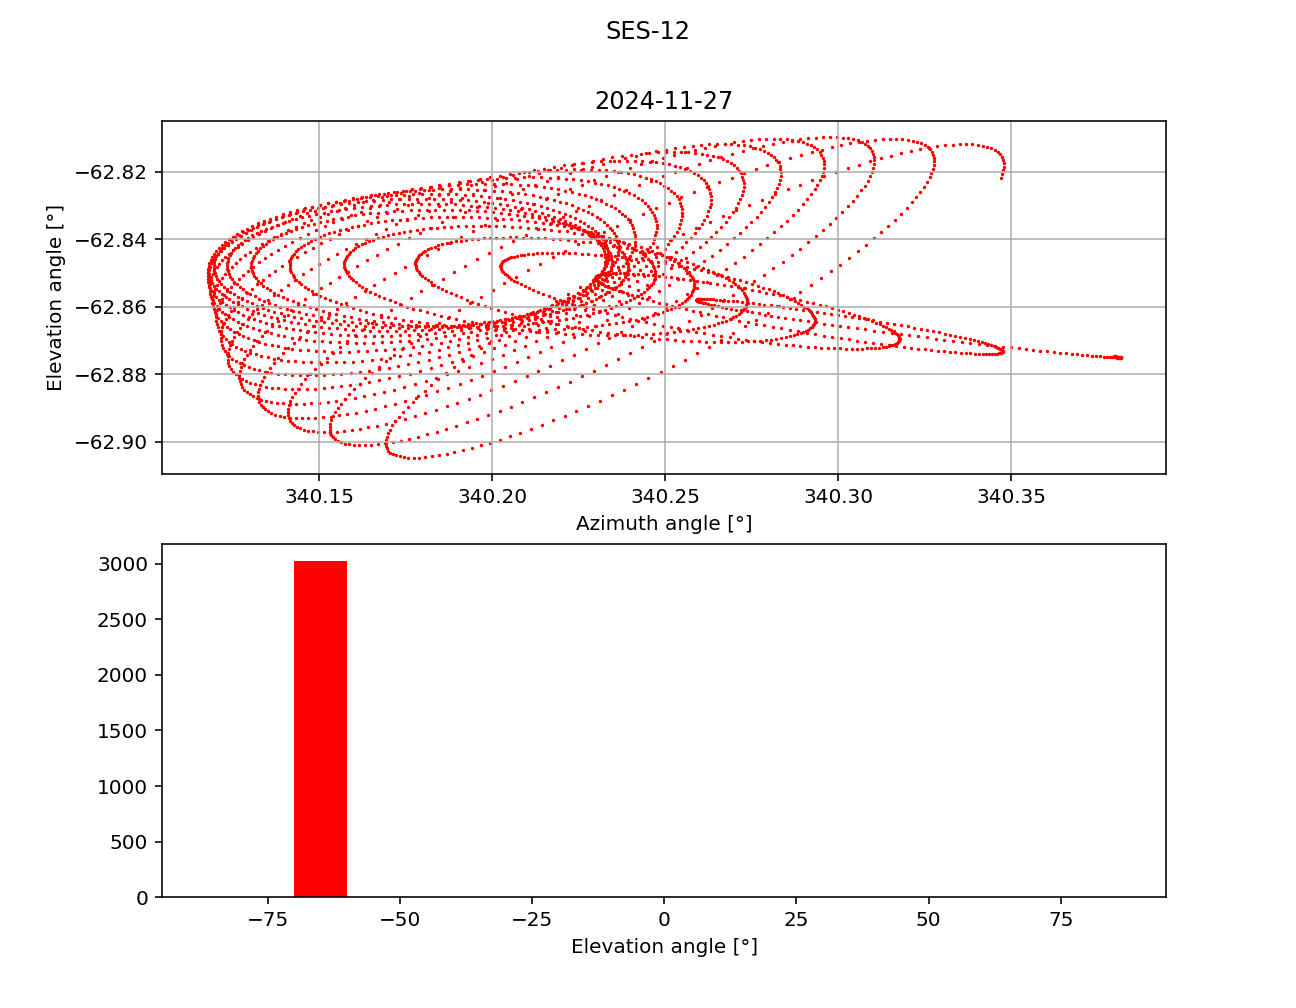 SES-12
2024-11-27
−62.82
−62.84
−62.86
−62.88
−62.90
Elevation angle [°]
340.15 340.20 340.25 340.30 340.35
Azimuth angle [°]
3000
2500
2000
1500
1000
500
0
−75 −50 −25 0 25 50 75
Elevation angle [°]